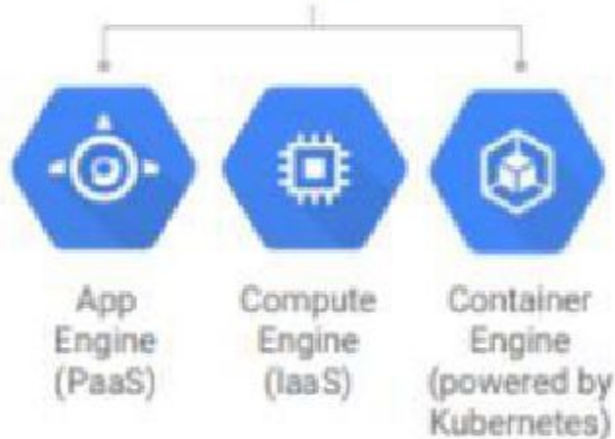 App
Engine
(PaaS)
Compute
Engine
(IaaS)
Container
Engine
(powered by
Kubernetes)